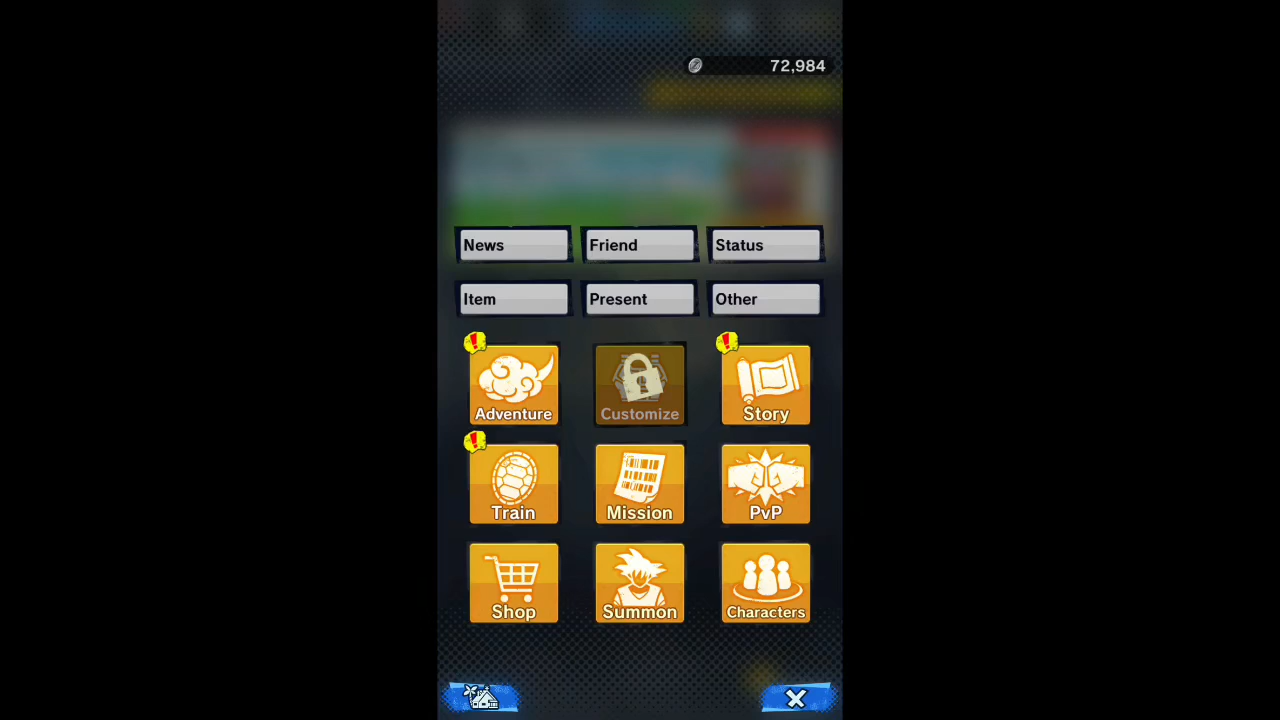 72,984
News Friend Status
Item Present Other
Adventure Customize Story
Train Mission PvP
Shop Summon Characters